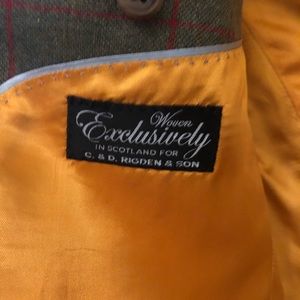 Woven
Exclusively
IN SCOTLAND FOR
C. & D. RIGDEN & SON